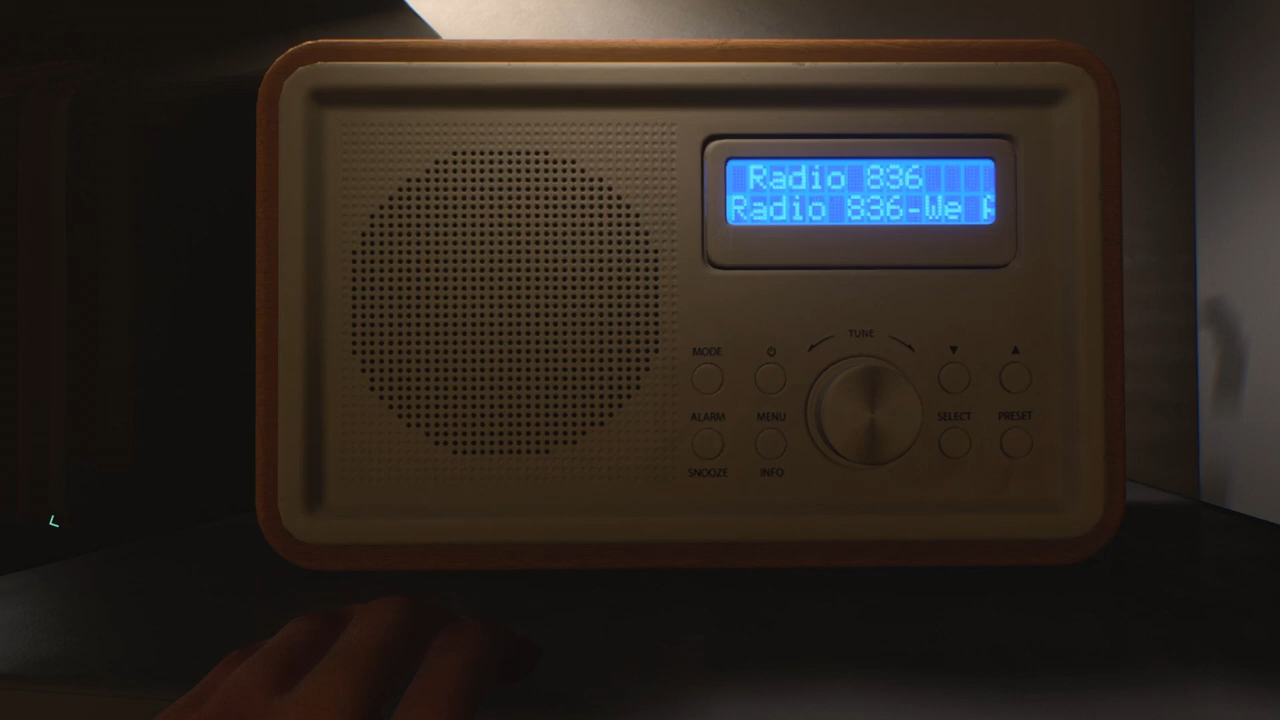 Radio 836
Radio 836-We
TUNE
MODE
ALARM
MENU
SELECT
PRESET
SNOOZE
INFO